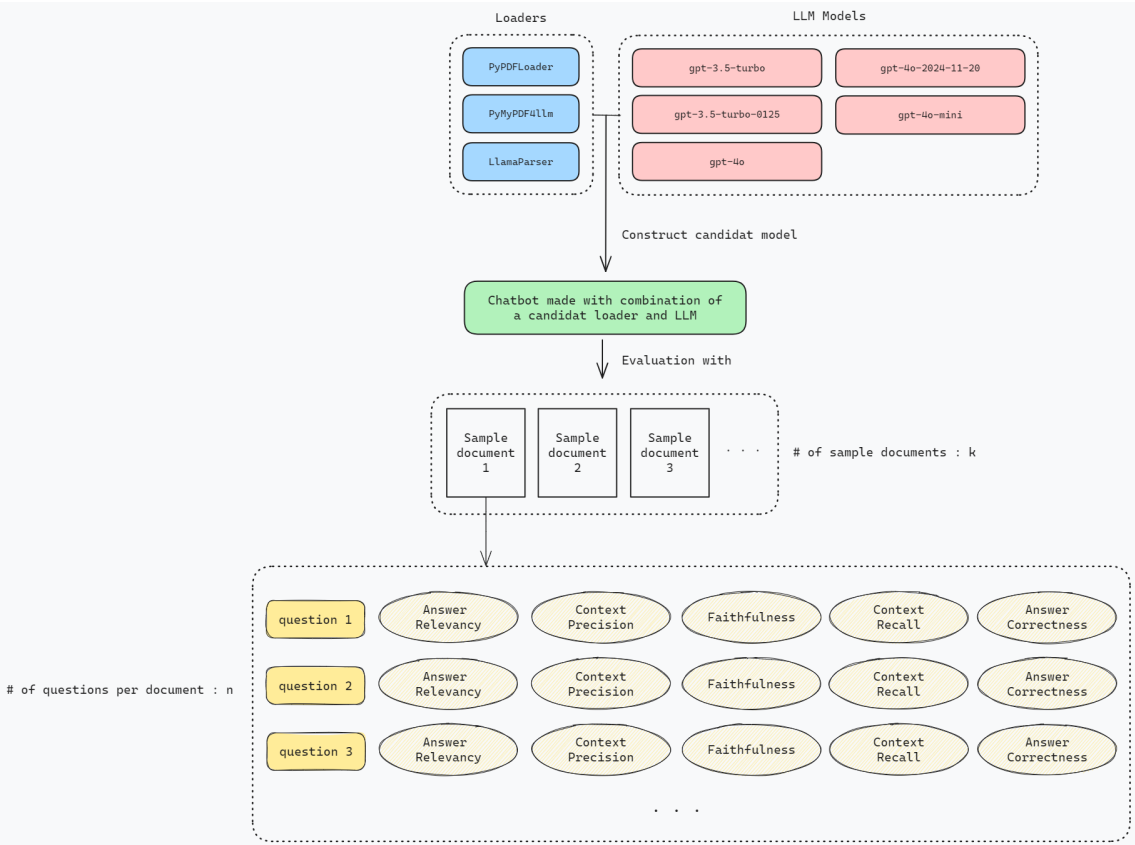 Loaders
LLM Models
PyPDFLoader
PyMyPDF4llm
LlamaParser
gpt-3.5-turbo
gpt-4o-2024-11-20
gpt-3.5-turbo-0125
gpt-4o-mini
gpt-4o
Construct candidat model
Chatbot made with combination of
a candidat loader and LLM
Evaluation with
Sample
document
1
Sample
document
2
Sample
document
3
. . .
# of sample documents : k
# of questions per document : n
question 1
Answer
Relevancy
Context
Precision
Faithfulness
Context
Recall
Answer
Correctness
question 2
Answer
Relevancy
Context
Precision
Faithfulness
Context
Recall
Answer
Correctness
question 3
Answer
Relevancy
Context
Precision
Faithfulness
Context
Recall
Answer
Correctness
. . .